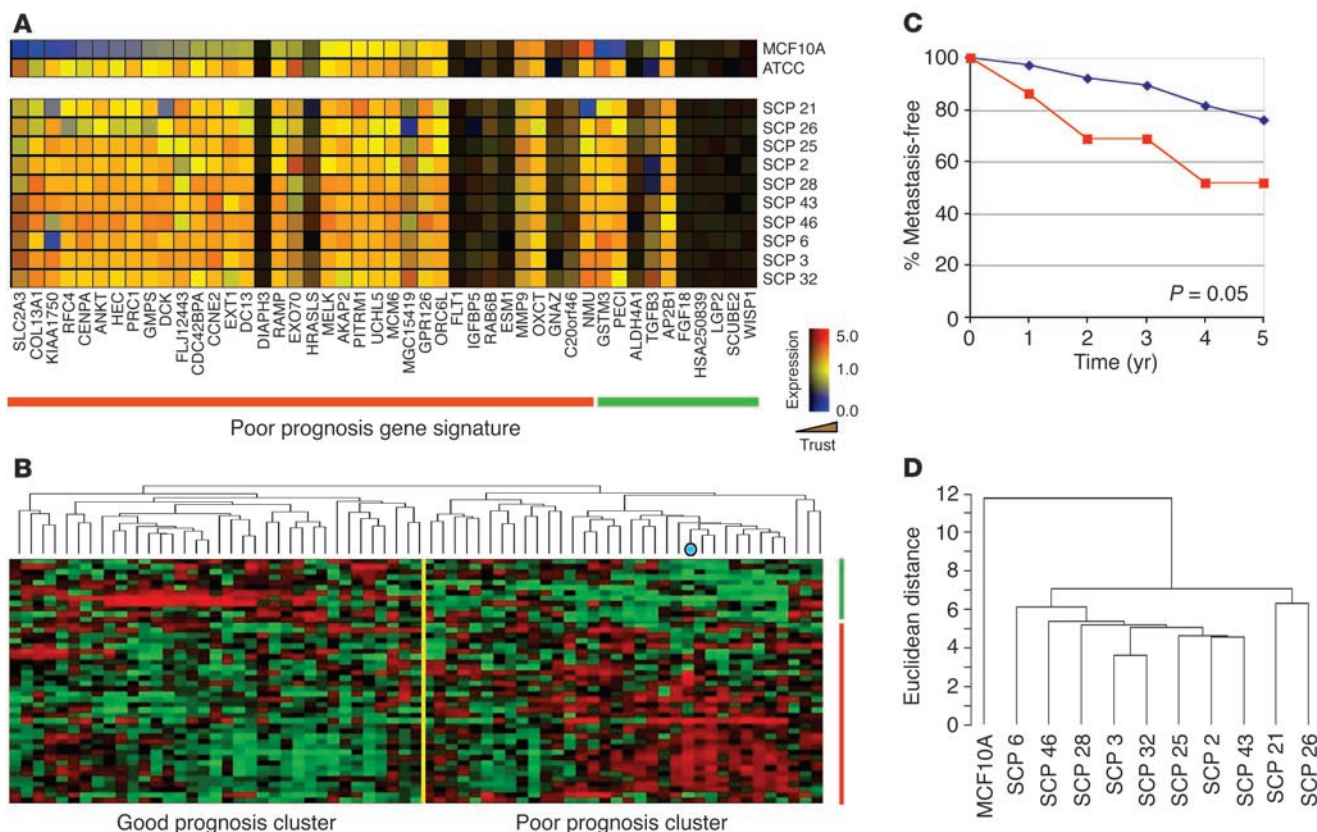 A
MCF10A
ATCC
SCP 21
SCP 26
SCP 25
SCP 2
SCP 28
SCP 43
SCP 46
SCP 6
SCP 3
SCP 32
SLC2A3
COL13A1
KIAA1750
RFC4
CENPA
ANKT
HEC
PRC1
GMPS
DCK
FLJ12443
CDC42BPA
CCNE2
EXT1
DC13
DIAPH3
RAMP
EXO70
HRASLS
MELK
AKAP2
PITRM1
UCHL5
MCM6
MGC15419
GPR126
ORC6L
FLT1
IGFBP5
RAB6B
ESM1
MMP9
OXCT
GNAZ
C20orf46
NMU
GSTM3
PECI
ALDH4A1
TGFB3
AP2B1
FGF18
HSA250839
LGP2
SCUBE2
WISP1
Poor prognosis gene signature
Expression
5.0
1.0
0.0
Trust
B
Good prognosis cluster
Poor prognosis cluster
C
% Metastasis-free
100
80
60
40
20
0
P = 0.05
0 1 2 3 4 5
Time (yr)
D
Euclidean distance
12
10
8
6
4
2
0
MCF10A
SCP 6
SCP 46
SCP 28
SCP 3
SCP 32
SCP 25
SCP 2
SCP 43
SCP 21
SCP 26